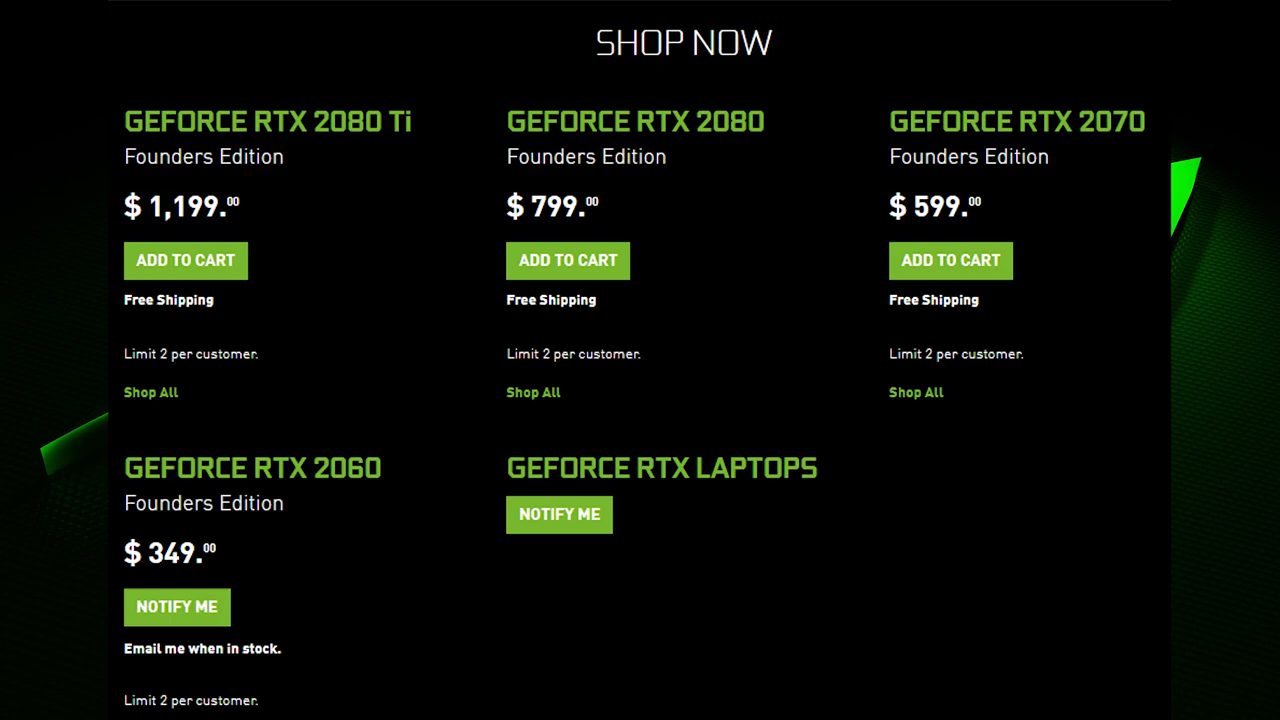 SHOP NOW
GEFORCE RTX 2080 Ti
Founders Edition
$ 1,199.00
ADD TO CART
Free Shipping
Limit 2 per customer.
Shop All
GEFORCE RTX 2080
Founders Edition
$ 799.00
ADD TO CART
Free Shipping
Limit 2 per customer.
Shop All
GEFORCE RTX 2070
Founders Edition
$ 599.00
ADD TO CART
Free Shipping
Limit 2 per customer.
Shop All
GEFORCE RTX 2060
Founders Edition
$ 349.00
NOTIFY ME
Email me when in stock.
Limit 2 per customer.
GEFORCE RTX LAPTOPS
NOTIFY ME